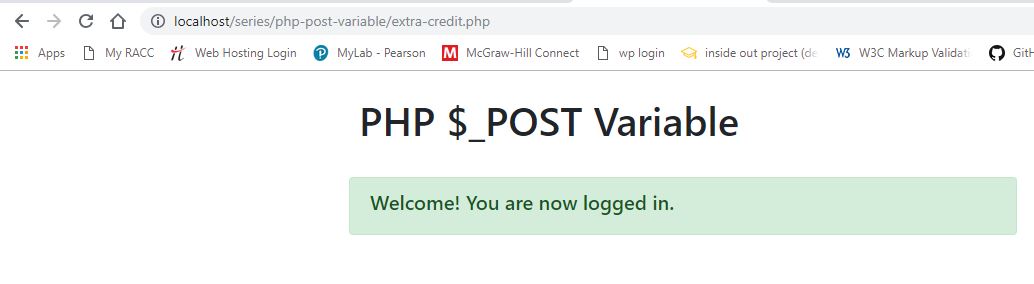 localhost/series/php-post-variable/extra-credit.php
Apps My RACC Web Hosting Login MyLab - Pearson McGraw-Hill Connect wp login inside out project (de W3C Markup Validati GitH
PHP $_POST Variable
Welcome! You are now logged in.